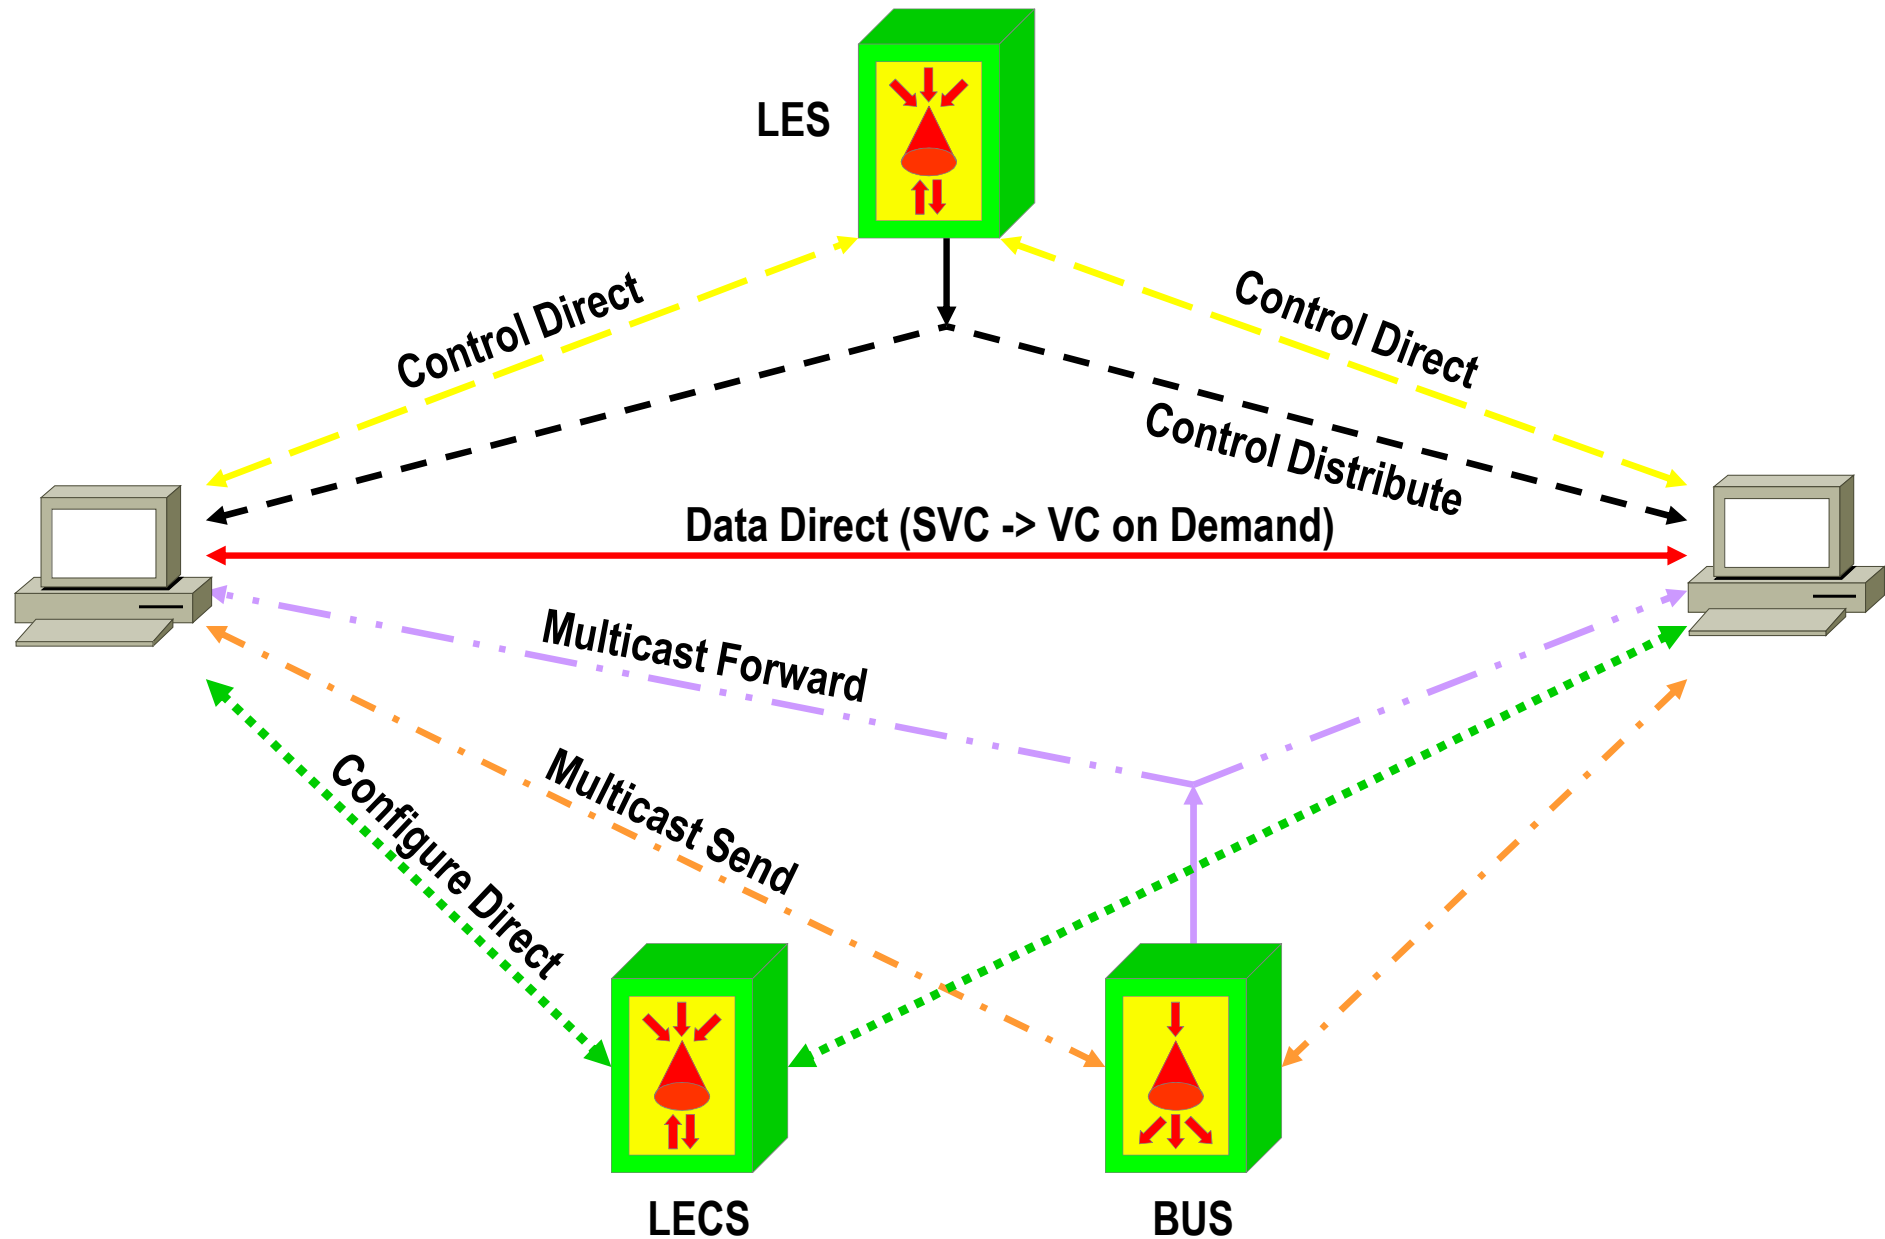 LES
Control Direct
Control Direct
Control Distribute
Data Direct (SVC -> VC on Demand)
Multicast Forward
Multicast Send
Configure Direct
LECS
BUS